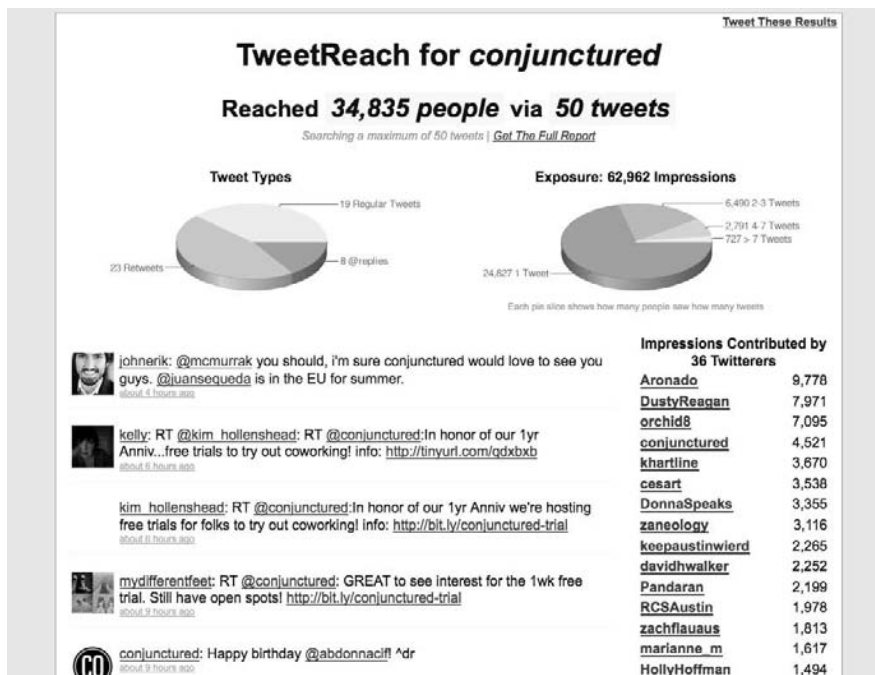 Tweet These Results
TweetReach for conjunctured
Reached 34,835 people via 50 tweets
Searching a maximum of 50 tweets | Get The Full Report
Tweet Types
19 Regular Tweets
23 Retweets
8 @replies
Exposure: 62,962 Impressions
6,490 2-3 Tweets
2,791 4-7 Tweets
727 > 7 Tweets
24,827 1 Tweet
Each pie slice shows how many people saw how many tweets
johnerik: @mcmurrak you should, i'm sure conjunctured would love to see you
guys. @juansequeda is in the EU for summer.
about 4 hours ago
kelly: RT @kim_hollenshead: RT @conjunctured:In honor of our 1yr
Anniv...free trials to try out coworking! info: http://tinyurl.com/qdxbxb
about 6 hours ago
kim_hollenshead: RT @conjunctured:In honor of our 1yr Anniv we're hosting
free trials for folks to try out coworking! info: http://bit.ly/conjunctured-trial
about 8 hours ago
mydifferentfeet: RT @conjunctured: GREAT to see interest for the 1wk free
trial. Still have open spots! http://bit.ly/conjunctured-trial
about 9 hours ago
CO
conjunctured: Happy birthday @abdonnacif! ^dr
about 9 hours ago
Impressions Contributed by
36 Twitterers
Aronado 9,778
DustyReagan 7,971
orchid8 7,095
conjunctured 4,521
khartline 3,670
cesart 3,538
DonnaSpeaks 3,355
zaneology 3,116
keepaustinwierd 2,265
davidhwalker 2,252
Pandaran 2,199
RCSAustin 1,978
zachflauaus 1,813
marianne_m 1,617
HollyHoffman 1,494